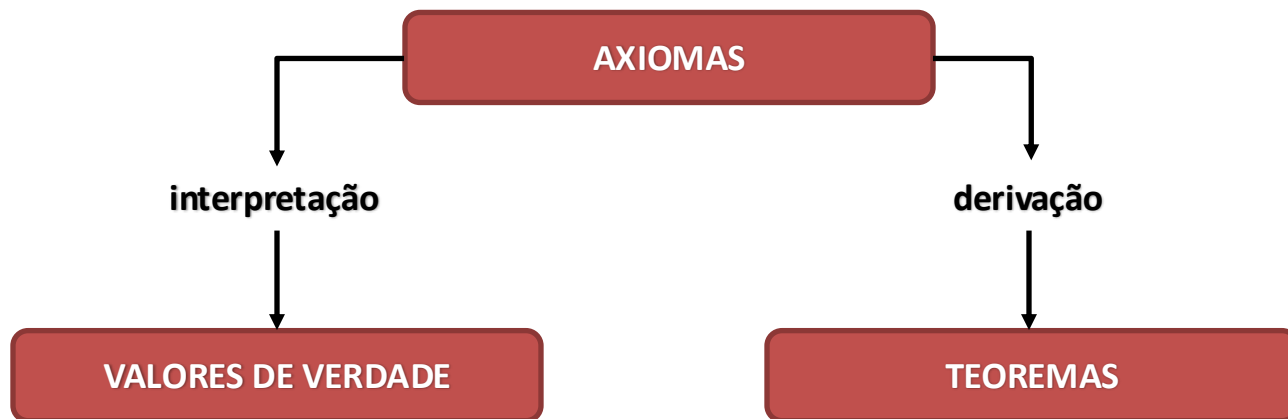 AXIOMAS
interpretação
derivação
VALORES DE VERDADE
TEOREMAS